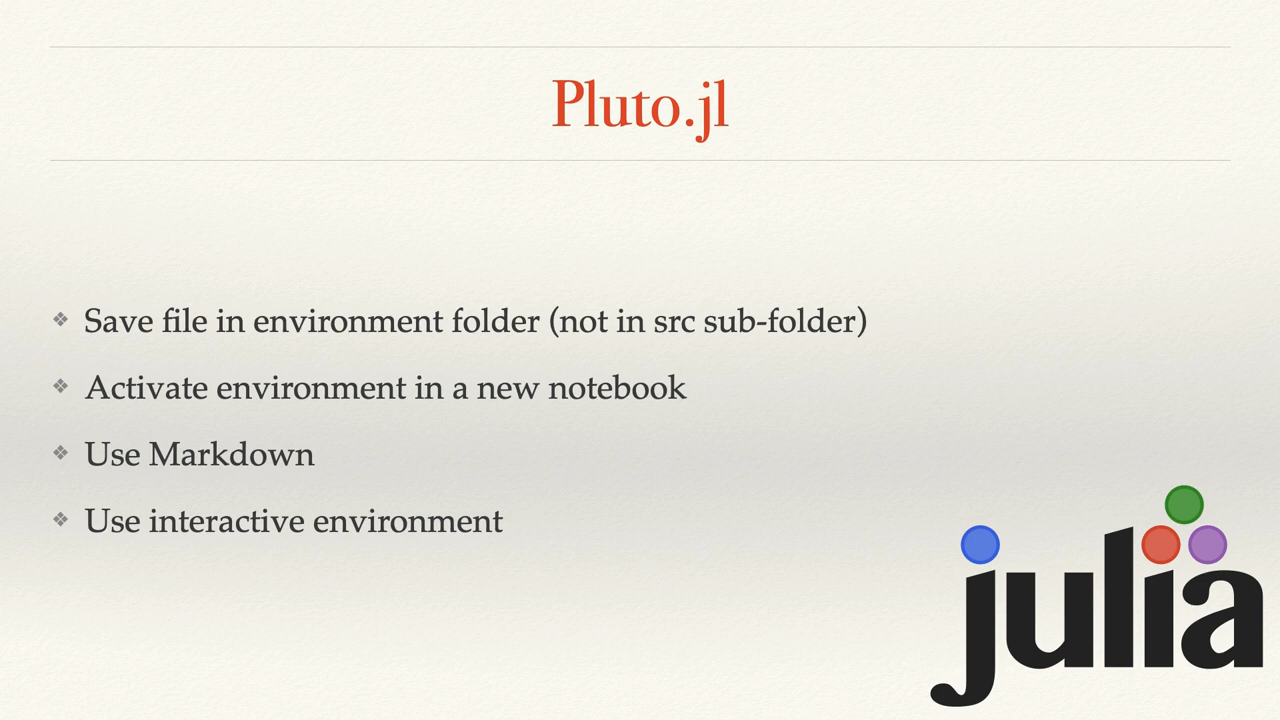 Pluto.jl
❖ Save file in environment folder (not in src sub-folder)
❖ Activate environment in a new notebook
❖ Use Markdown
❖ Use interactive environment
julia